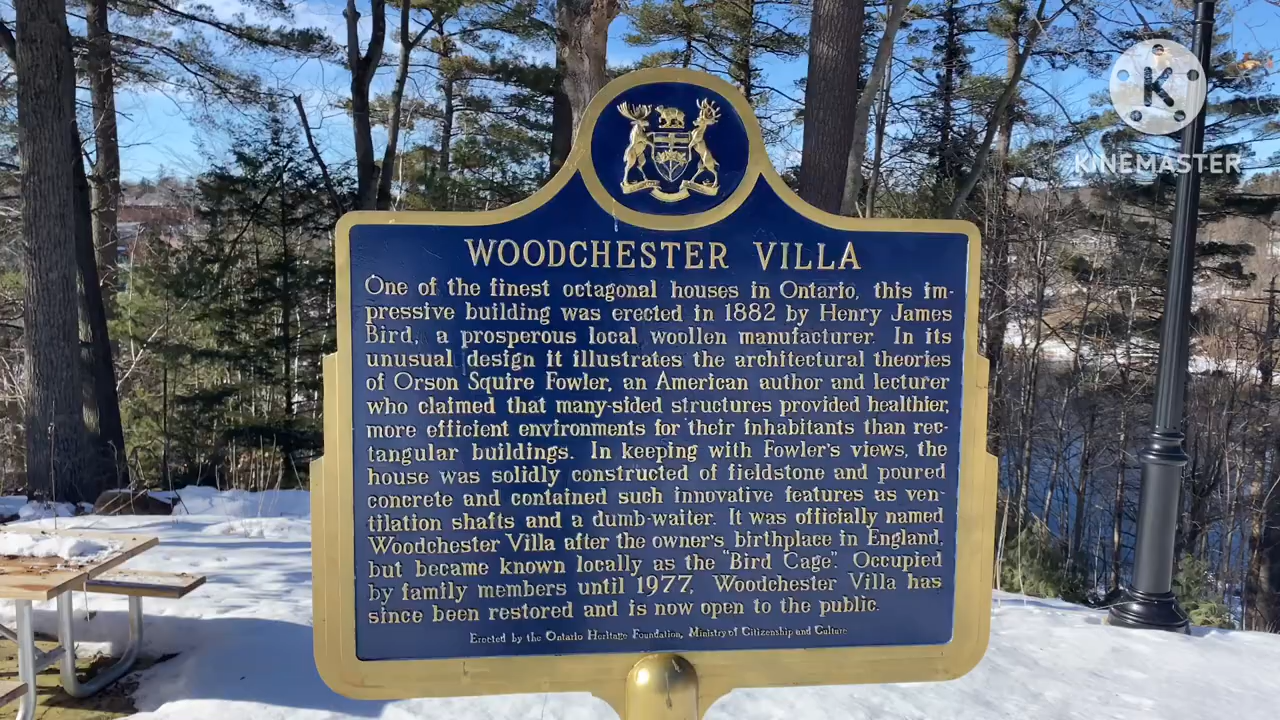 K
KINEMASTER
WOODCHESTER VILLA
One of the finest octagonal houses in Ontario, this im-
pressive building was erected in 1882 by Henry James
Bird, a prosperous local woollen manufacturer. In its
unusual design it illustrates the architectural theories
of Orson Squire Fowler, an American author and lecturer
who claimed that many-sided structures provided healthier,
more efficient environments for their inhabitants than rec-
tangular buildings. In keeping with Fowler's views, the
house was solidly constructed of fieldstone and poured
concrete and contained such innovative features as ven-
tilation shafts and a dumb-waiter. It was officially named
Woodchester Villa after the owner's birthplace in England,
but became known locally as the "Bird Cage". Occupied
by family members until 1977, Woodchester Villa has
since been restored and is now open to the public.
Erected by the Ontario Heritage Foundation, Ministry of Citizenship and Culture